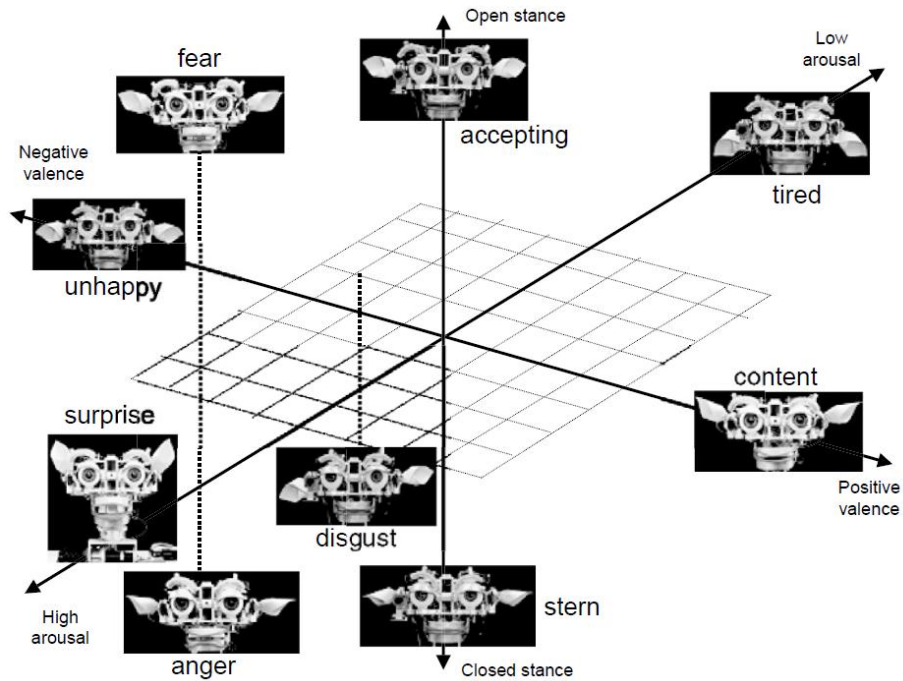 Open stance
fear
Low
arousal
accepting
Negative
valence
tired
unhappy
content
surprise
Positive
valence
disgust
stern
High
arousal
anger
Closed stance